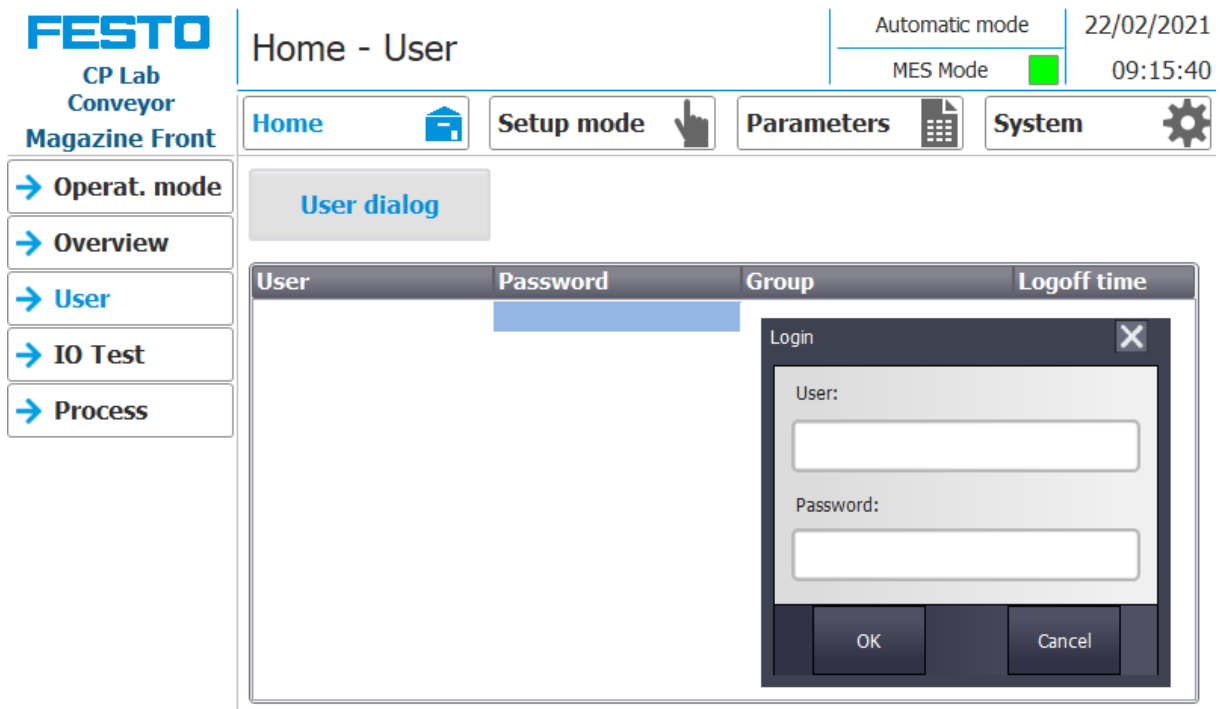 FESTO
CP Lab
Conveyor
Magazine Front
Home - User
Automatic mode
MES Mode
22/02/2021
09:15:40
Home
Setup mode
Parameters
System
Operat. mode
Overview
User
IO Test
Process
User dialog
User Password Group Logoff time
Login
User:
Password:
OK Cancel